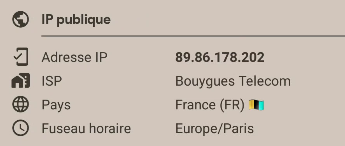 IP publique
Adresse IP 89.86.178.202
ISP Bouygues Telecom
Pays France (FR)
Fuseau horaire Europe/Paris